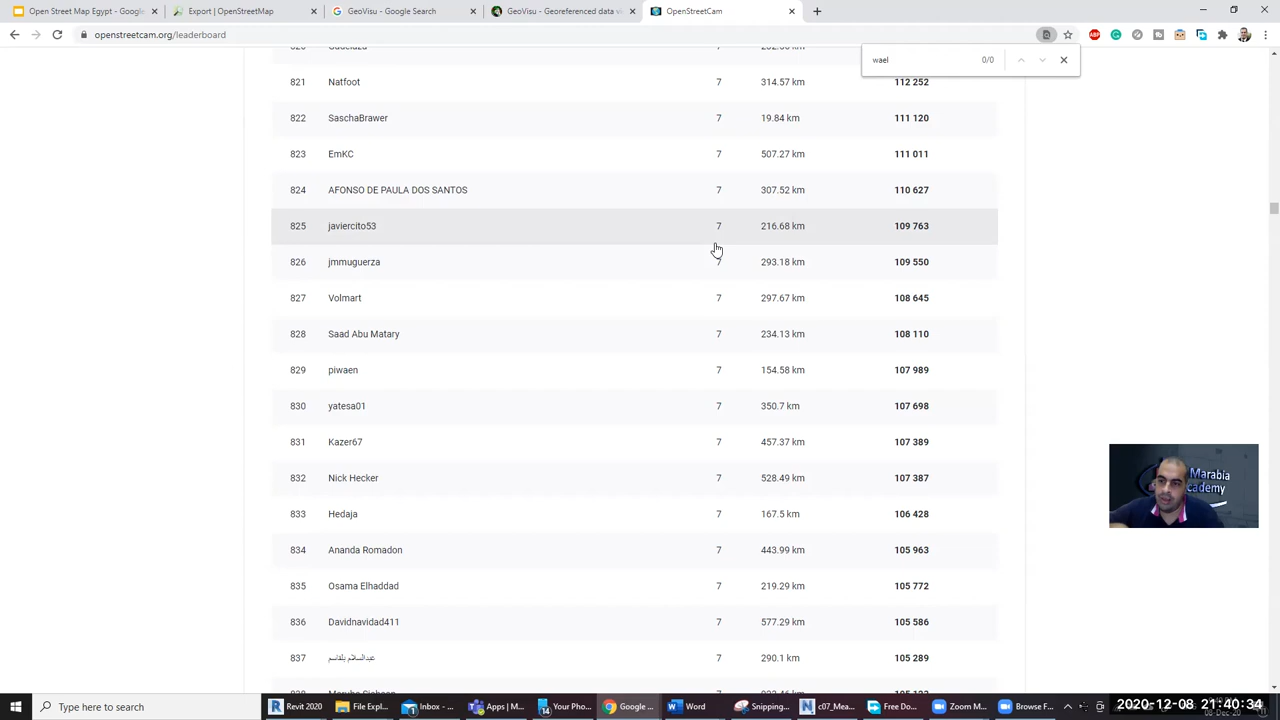 Open Street Map Egypt - Google
Export | OpenStreetMap
GeoVisu - Google Search
GeoVisu - Georeferenced data vi
OpenStreetCam
openstreetcam.org/leaderboard
wael 0/0
821 Natfoot 7 314.57 km 112 252
822 SaschaBrawer 7 19.84 km 111 120
823 EmKC 7 507.27 km 111 011
824 AFONSO DE PAULA DOS SANTOS 7 307.52 km 110 627
825 javiercito53 7 216.68 km 109 763
826 jmmuguerza 7 293.18 km 109 550
827 Volmart 7 297.67 km 108 645
828 Saad Abu Matary 7 234.13 km 108 110
829 piwaen 7 154.58 km 107 989
830 yatesa01 7 350.7 km 107 698
831 Kazer67 7 457.37 km 107 389
832 Nick Hecker 7 528.49 km 107 387
833 Hedaja 7 167.5 km 106 428
834 Ananda Romadon 7 443.99 km 105 963
835 Osama Elhaddad 7 219.29 km 105 772
836 Davidnavidad411 7 577.29 km 105 586
837 عبدالسلام بلقاسم 7 290.1 km 105 289
Marabia
cademy
Type here to search
Revit 2020
File Expl...
Inbox - ...
Apps | M...
Your Pho...
Google ...
Word
Snipping...
c07_Mea...
Free Do...
Zoom M...
Browse F...
2020-12-08 21:40:34